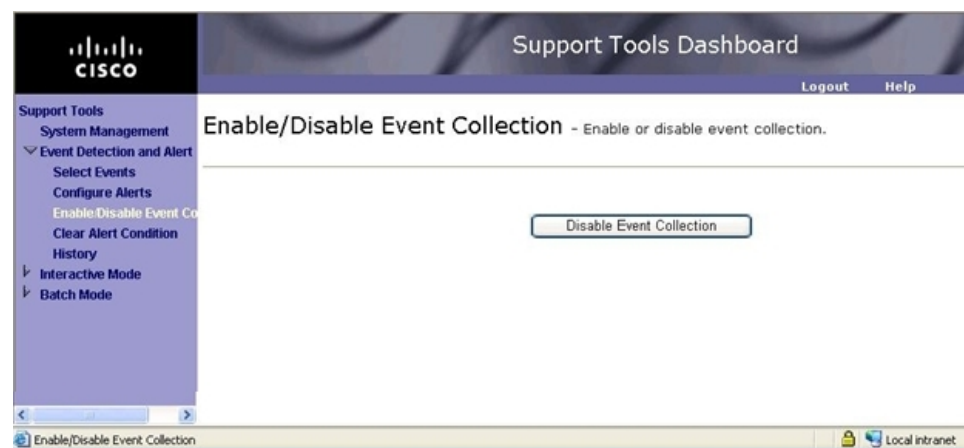 CISCO
Support Tools Dashboard
Logout Help
Support Tools
System Management
Event Detection and Alert
Select Events
Configure Alerts
Enable/Disable Event Co
Clear Alert Condition
History
Interactive Mode
Batch Mode
Enable/Disable Event Collection - Enable or disable event collection.
Disable Event Collection
Enable/Disable Event Collection
Local intranet